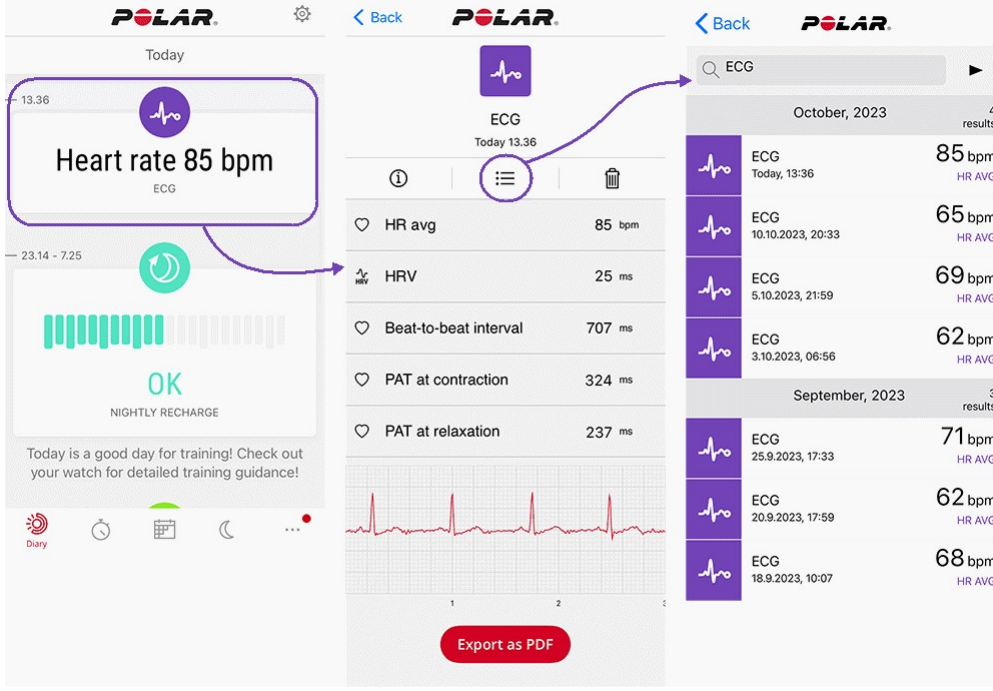 POLAR.
Today
13.36
Heart rate 85 bpm
ECG
23.14 - 7.25
OK
NIGHTLY RECHARGE
Today is a good day for training! Check out
your watch for detailed training guidance!
Diary
Back
POLAR.
ECG
Today 13.36
HR avg 85 bpm
HRV HRV 25 ms
Beat-to-beat interval 707 ms
PAT at contraction 324 ms
PAT at relaxation 237 ms
1 2 3
Export as PDF
Back
POLAR.
ECG
October, 2023 4
results
ECG 85 bpm
Today, 13:36 HR AVG
ECG 65 bpm
10.10.2023, 20:33 HR AVG
ECG 69 bpm
5.10.2023, 21:59 HR AVG
ECG 62 bpm
3.10.2023, 06:56 HR AVG
September, 2023 3
results
ECG 71 bpm
25.9.2023, 17:33 HR AVG
ECG 62 bpm
20.9.2023, 17:59 HR AVG
ECG 68 bpm
18.9.2023, 10:07 HR AVG